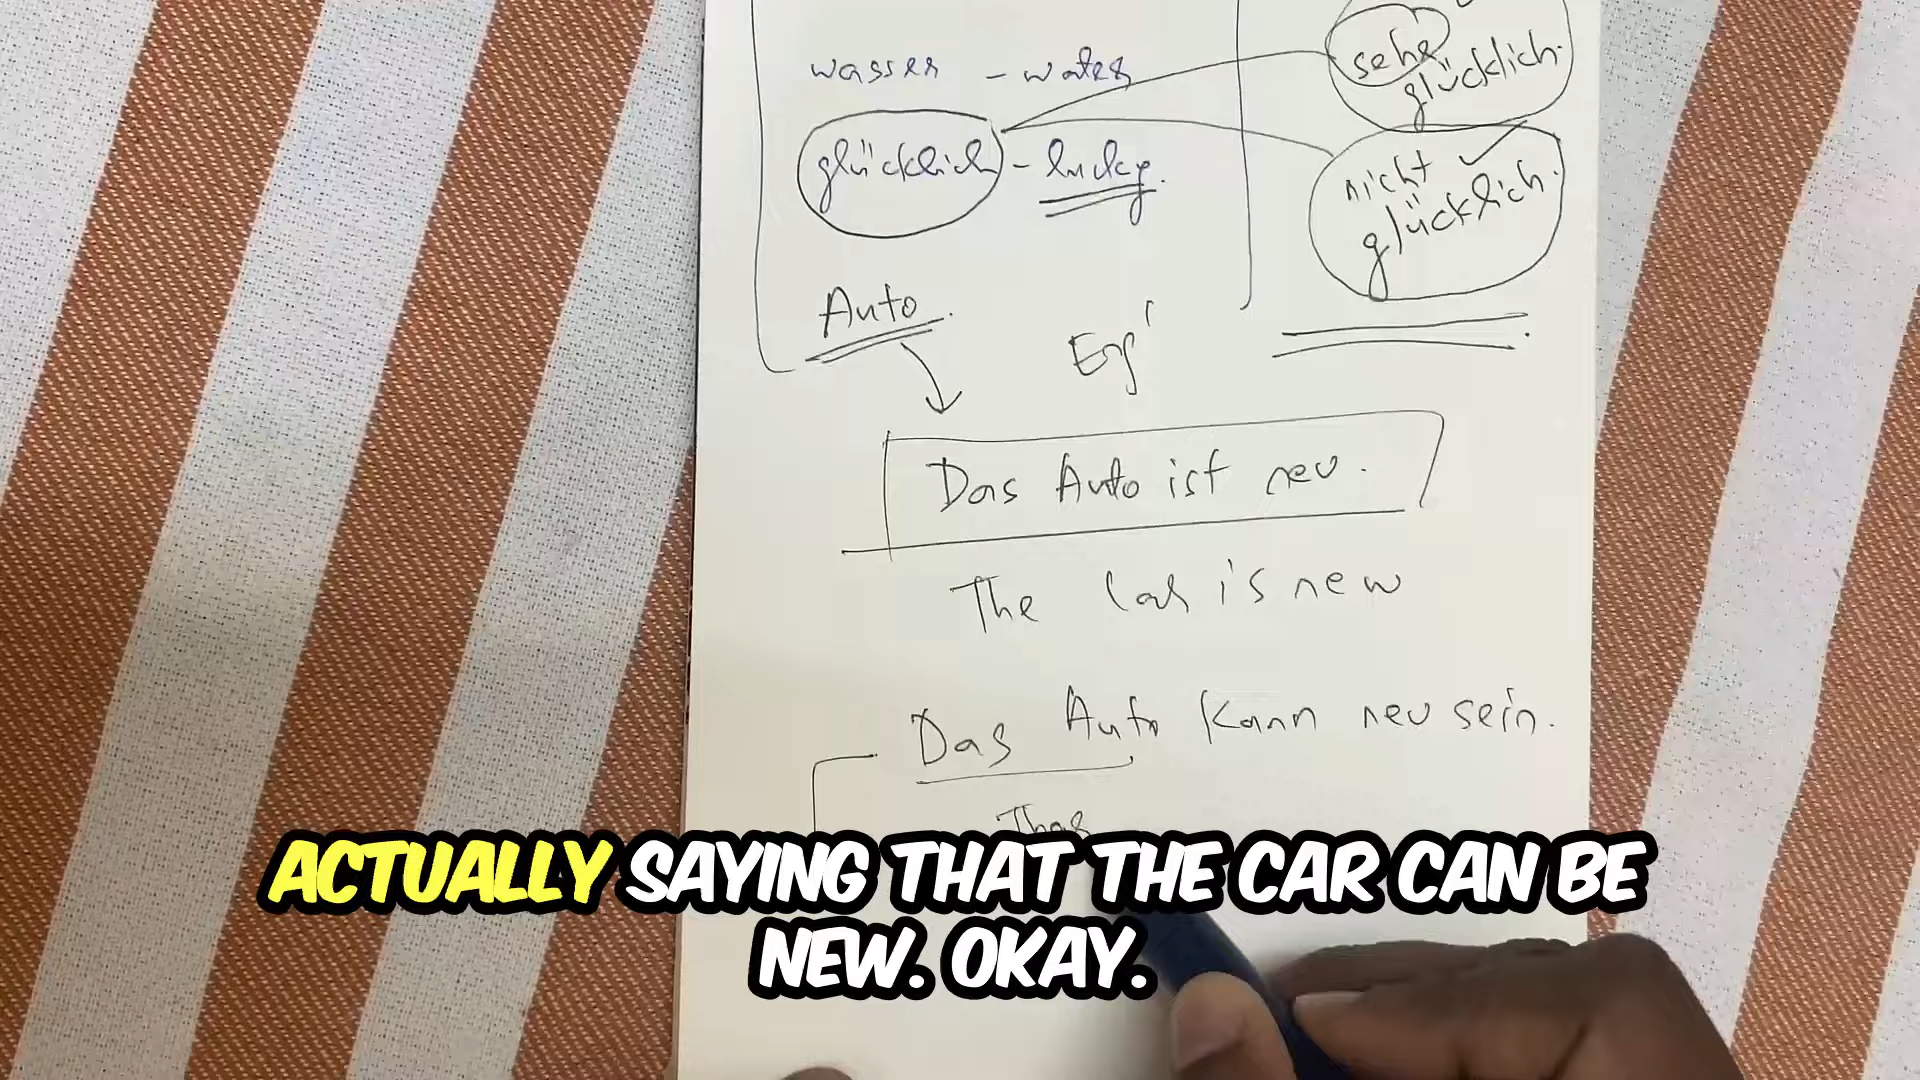 wasser - water
glücklich - lucky.
sehr
glücklich.
nicht
glücklich.
Auto.
Eg
Das Auto ist neu.
The Car is new
Das Auto kann neu sein.
ACTUALLY SAYING THAT THE CAR CAN BE
NEW. OKAY.